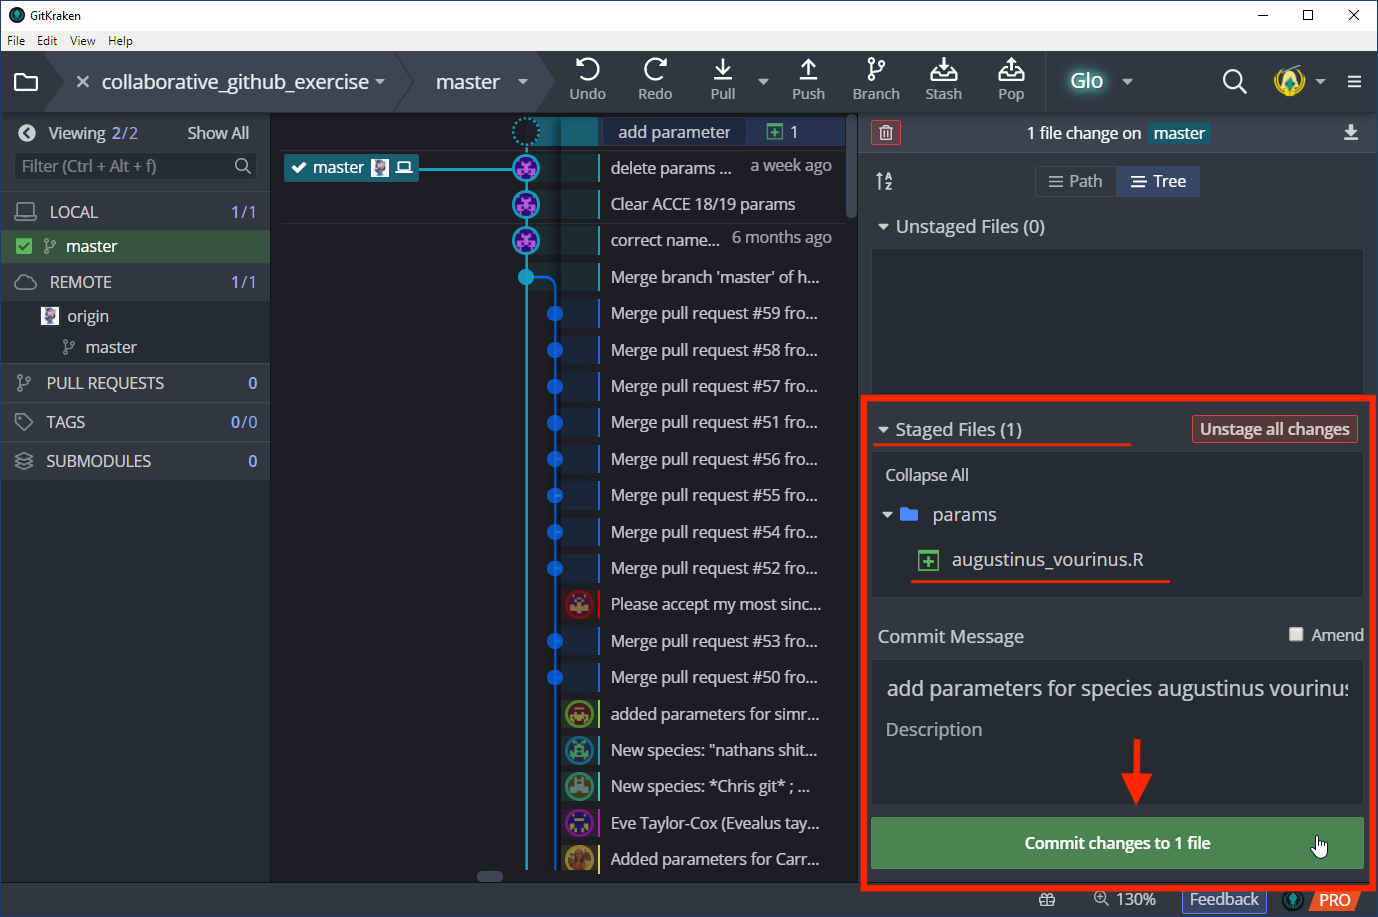 GitKraken
File Edit View Help
collaborative_github_exercise
master
Undo
Redo
Pull
Push
Branch
Stash
Pop
Glo
Viewing 2/2
Show All
Filter (Ctrl + Alt + f)
LOCAL 1/1
master
REMOTE 1/1
origin
master
PULL REQUESTS 0
TAGS 0/0
SUBMODULES 0
add parameter 1
master
delete params ... a week ago
Clear ACCE 18/19 params
correct name... 6 months ago
Merge branch 'master' of h...
Merge pull request #59 fro...
Merge pull request #58 fro...
Merge pull request #57 fro...
Merge pull request #51 fro...
Merge pull request #56 fro...
Merge pull request #55 fro...
Merge pull request #54 fro...
Merge pull request #52 fro...
Please accept my most sinc...
Merge pull request #53 fro...
Merge pull request #50 fro...
added parameters for simr...
New species: "nathans shit...
New species: *Chris git* ; ...
Eve Taylor-Cox (Evealus tay...
Added parameters for Carr...
1 file change on master
Path
Tree
Unstaged Files (0)
Staged Files (1)
Unstage all changes
Collapse All
params
augustinus_vourinus.R
Commit Message
Amend
add parameters for species augustinus vourinus
Description
Commit changes to 1 file
130%
Feedback
PRO